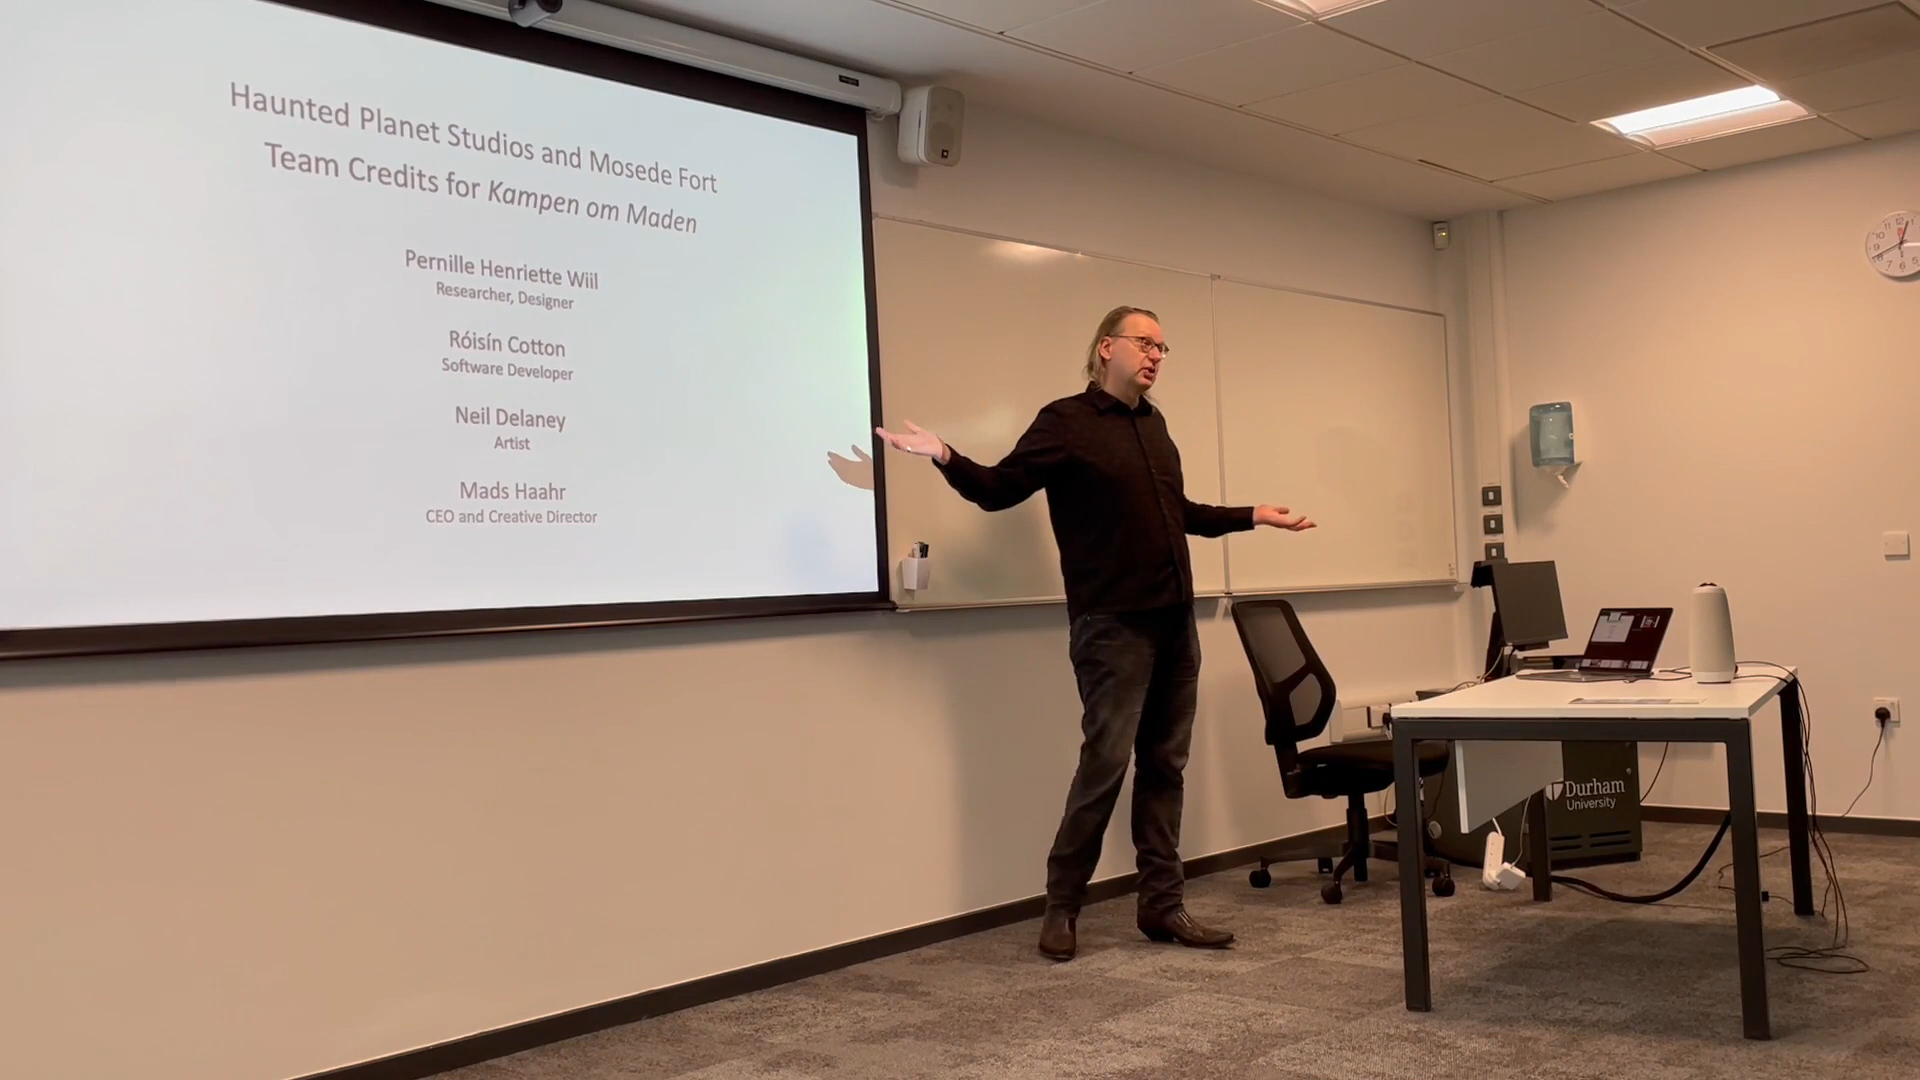 Haunted Planet Studios and Mosede Fort
Team Credits for Kampen om Maden
Pernille Henriette Wiil
Researcher, Designer
Róisín Cotton
Software Developer
Neil Delaney
Artist
Mads Haahr
CEO and Creative Director
Durham
University